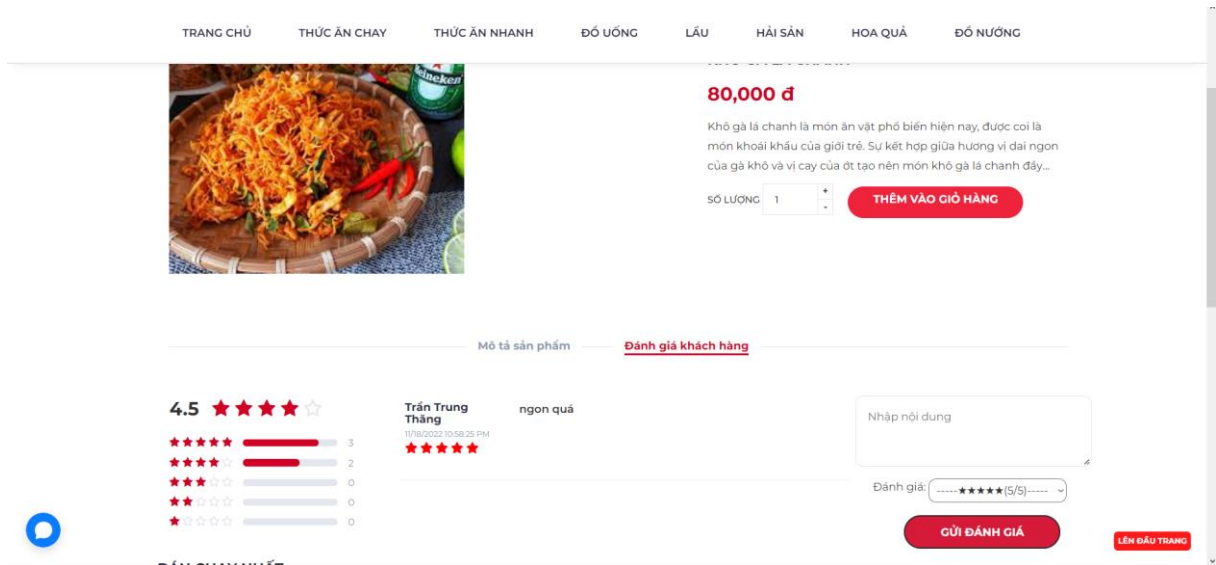 TRANG CHỦ THỨC ĂN CHAY THỨC ĂN NHANH ĐỒ UỐNG LẨU HẢI SẢN HOA QUẢ ĐỒ NƯỚNG
Heineken
80,000 đ
Khô gà lá chanh là món ăn vặt phổ biến hiện nay, được coi là
món khoái khẩu của giới trẻ. Sự kết hợp giữa hương vị dai ngon
của gà khô và vị cay của ớt tạo nên món khô gà lá chanh đầy...
SỐ LƯỢNG 1 + - THÊM VÀO GIỎ HÀNG
Mô tả sản phẩm Đánh giá khách hàng
4.5 ★★★★☆
★★★★★ 3
★★★★☆ 2
★★★☆☆ 0
★★☆☆☆ 0
★☆☆☆☆ 0
Trần Trung
Thăng
11/18/2022 10:58:25 PM
★★★★★
ngon quá
Nhập nội dung
Đánh giá: -----★★★★★(5/5)-----
GỬI ĐÁNH GIÁ
LÊN ĐẦU TRANG